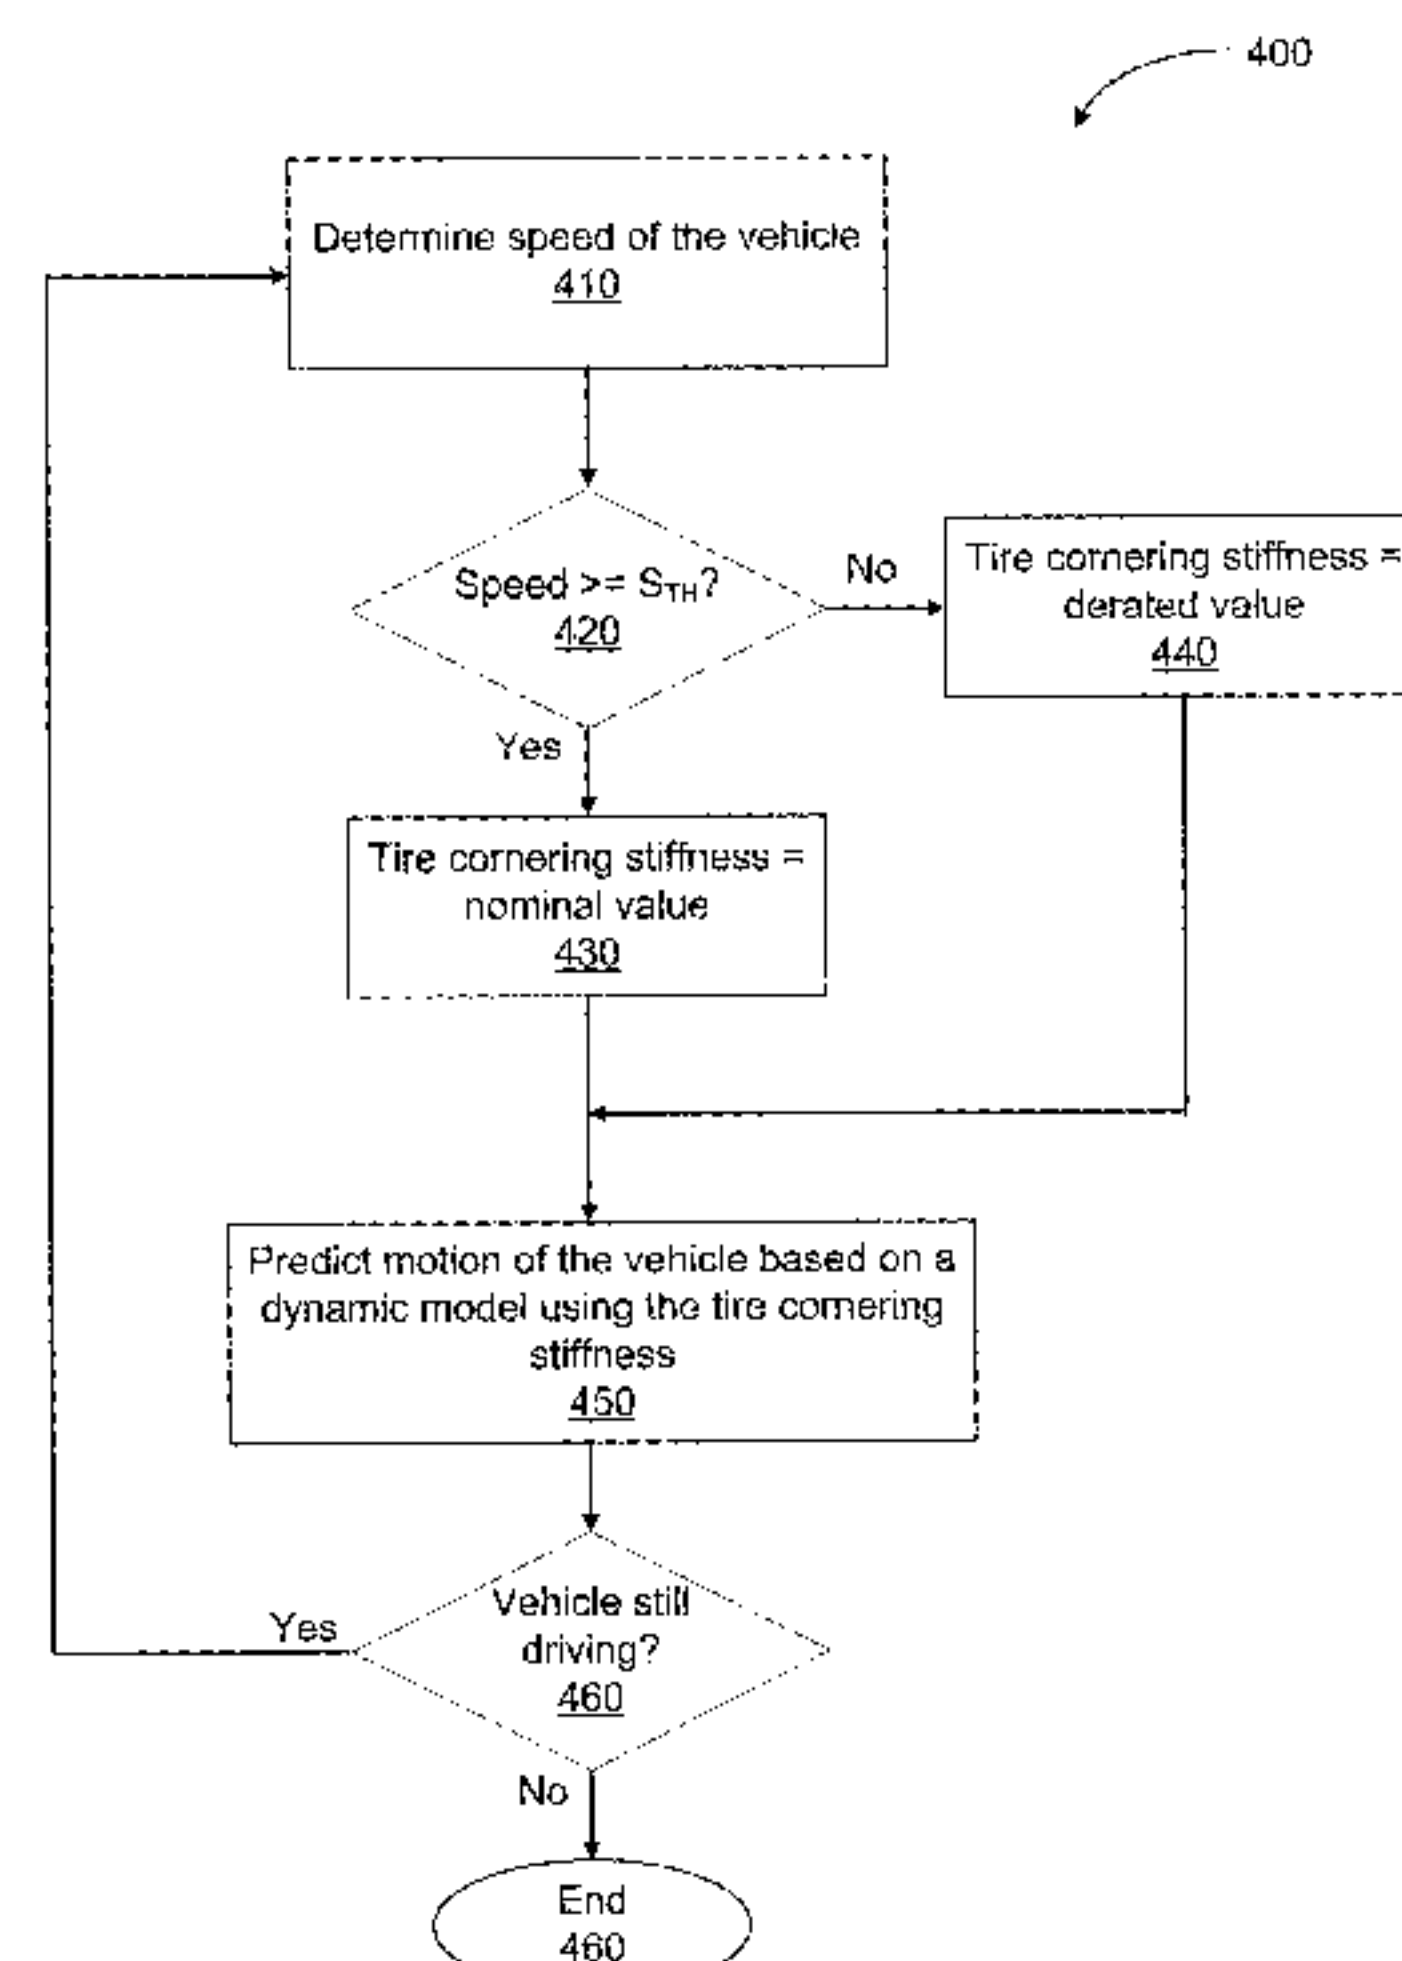 400
Determine speed of the vehicle
410
Speed >= STH?
420
No
Tire cornering stiffness =
derated value
440
Yes
Tire cornering stiffness =
nominal value
430
Predict motion of the vehicle based on a
dynamic model using the tire cornering
stiffness
450
Vehicle still
driving?
460
Yes
No
End
460